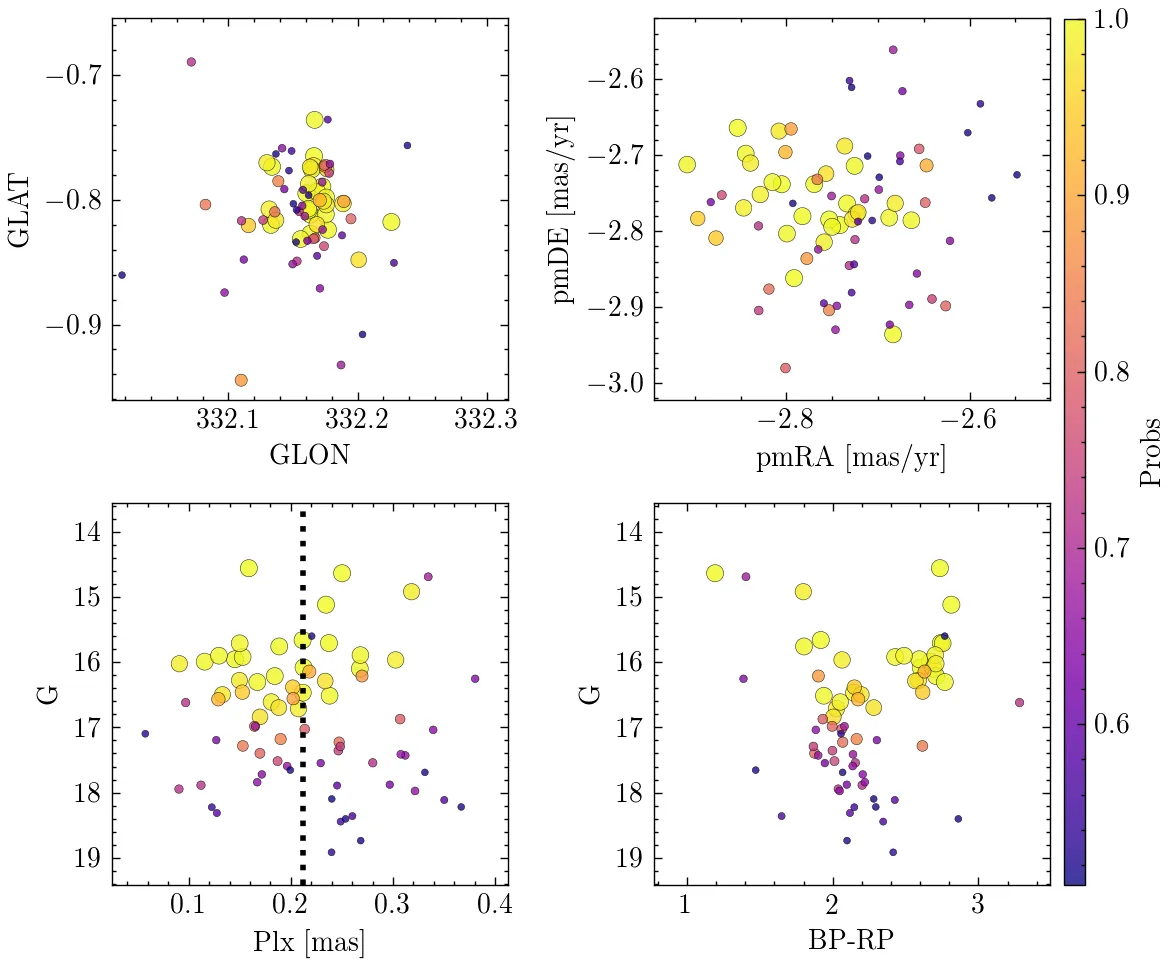 −0.7
−0.8
−0.9
332.1 332.2 332.3
GLON
GLAT
−2.6
−2.7
−2.8
−2.9
−3.0
−2.8 −2.6
pmRA [mas/yr]
pmDE [mas/yr]
14
15
16
17
18
19
0.1 0.2 0.3 0.4
Plx [mas]
G
14
15
16
17
18
19
1 2 3
BP-RP
G
1.0
0.9
0.8
0.7
0.6
Probs